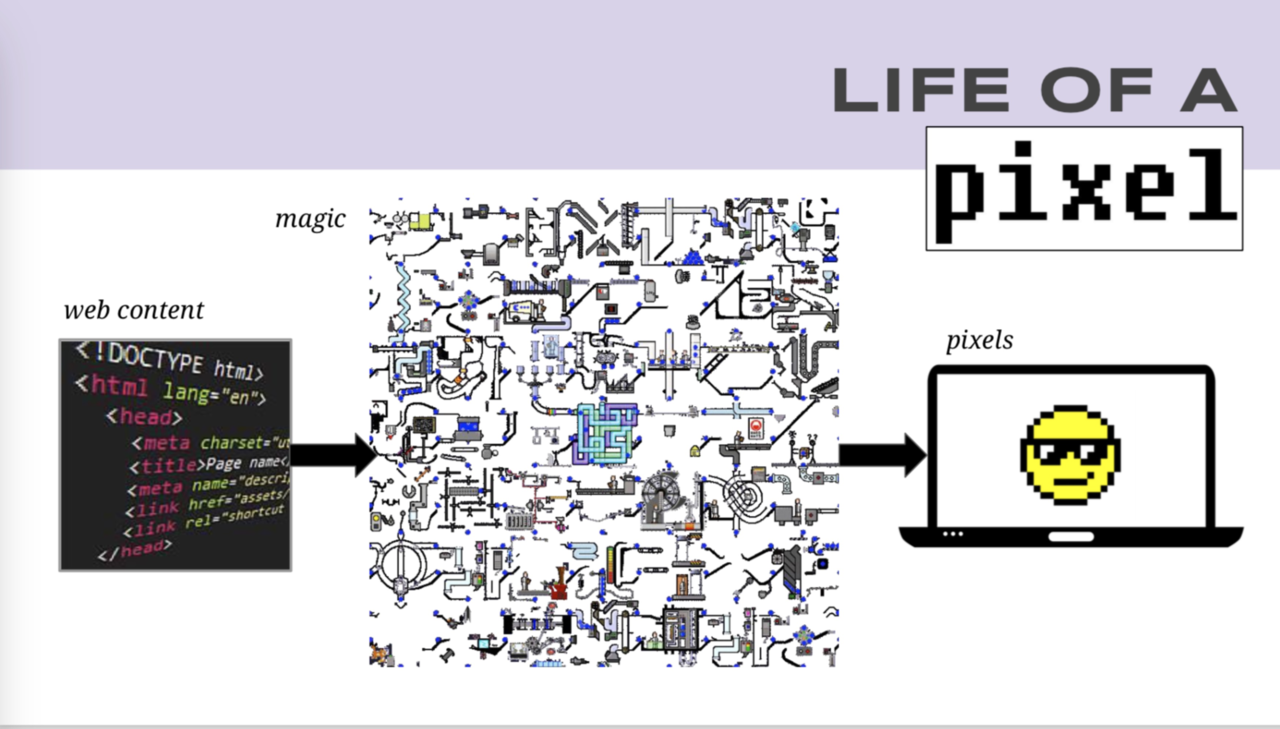 LIFE OF A
pixel
magic
web content
<!DOCTYPE html>
<html lang="en">
<head>
<meta charset="ut
<title>Page name<
<meta name="descri
<link href="assets/
<link rel="shortcut
</head>
pixels